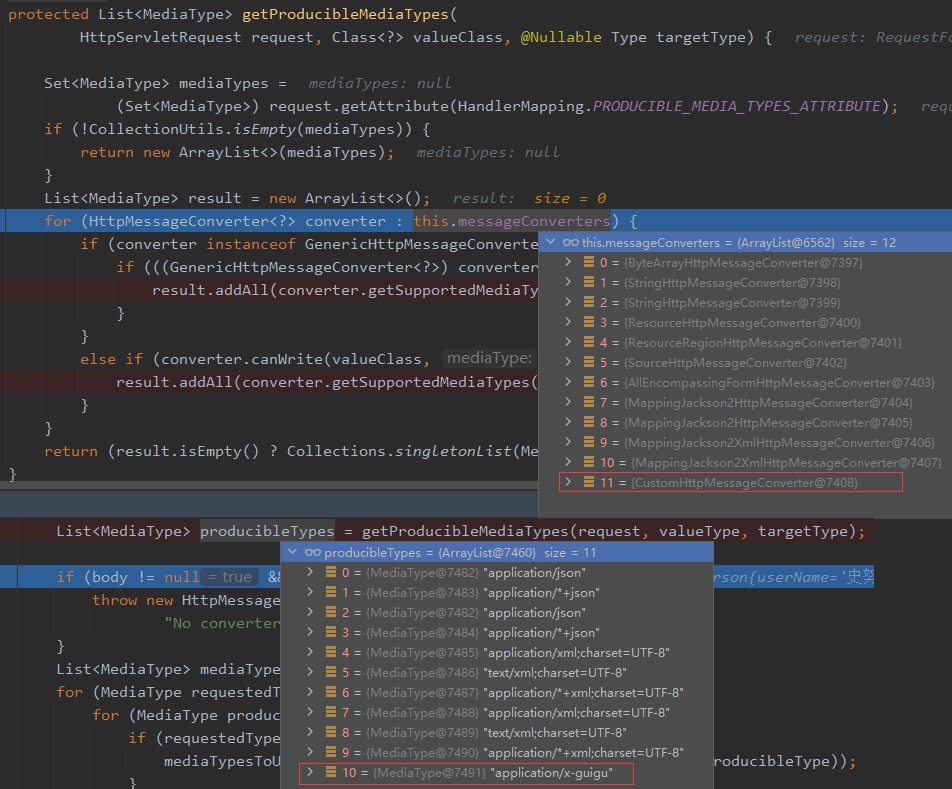 protected List<MediaType> getProducibleMediaTypes(
HttpServletRequest request, Class<?> valueClass, @Nullable Type targetType) { request: RequestFa
Set<MediaType> mediaTypes = mediaTypes: null
(Set<MediaType>) request.getAttribute(HandlerMapping.PRODUCIBLE_MEDIA_TYPES_ATTRIBUTE); requ
if (!CollectionUtils.isEmpty(mediaTypes)) {
return new ArrayList<>(mediaTypes); mediaTypes: null
}
List<MediaType> result = new ArrayList<>(); result: size = 0
for (HttpMessageConverter<?> converter : this.messageConverters) {
if (converter instanceof GenericHttpMessageConverte
if (((GenericHttpMessageConverter<?>) converter
result.addAll(converter.getSupportedMediaTy
}
}
else if (converter.canWrite(valueClass, mediaType:
result.addAll(converter.getSupportedMediaTypes(
}
}
return (result.isEmpty() ? Collections.singletonList(Me
}
this.messageConverters = {ArrayList@6562} size = 12
0 = {ByteArrayHttpMessageConverter@7397}
1 = {StringHttpMessageConverter@7398}
2 = {StringHttpMessageConverter@7399}
3 = {ResourceHttpMessageConverter@7400}
4 = {ResourceRegionHttpMessageConverter@7401}
5 = {SourceHttpMessageConverter@7402}
6 = {AllEncompassingFormHttpMessageConverter@7403}
7 = {MappingJackson2HttpMessageConverter@7404}
8 = {MappingJackson2HttpMessageConverter@7405}
9 = {MappingJackson2XmlHttpMessageConverter@7406}
10 = {MappingJackson2XmlHttpMessageConverter@7407}
11 = {CustomHttpMessageConverter@7408}
List<MediaType> producibleTypes = getProducibleMediaTypes(request, valueType, targetType);
if (body != null = true && erson{userName='史
throw new HttpMessage
"No converter
}
List<MediaType> mediaType
for (MediaType requestedT
for (MediaType produc
if (requestedType
mediaTypesToU roducibleType));
}
producibleTypes = {ArrayList@7460} size = 11
0 = {MediaType@7482} "application/json"
1 = {MediaType@7483} "application/*+json"
2 = {MediaType@7482} "application/json"
3 = {MediaType@7484} "application/*+json"
4 = {MediaType@7485} "application/xml;charset=UTF-8"
5 = {MediaType@7486} "text/xml;charset=UTF-8"
6 = {MediaType@7487} "application/*+xml;charset=UTF-8"
7 = {MediaType@7488} "application/xml;charset=UTF-8"
8 = {MediaType@7489} "text/xml;charset=UTF-8"
9 = {MediaType@7490} "application/*+xml;charset=UTF-8"
10 = {MediaType@7491} "application/x-guigu"